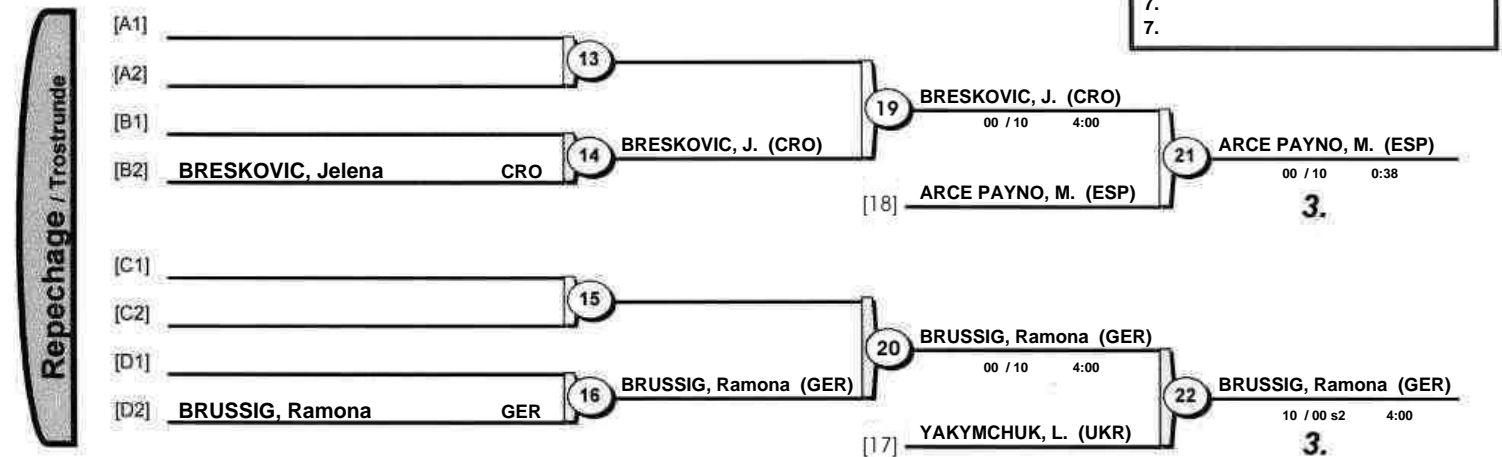 7.
7.
Repechage / Trostrunde
[A1]
[A2]
13
[B1]
[B2] BRESKOVIC, Jelena CRO
14
BRESKOVIC, J. (CRO)
19
BRESKOVIC, J. (CRO)
00 / 10 4:00
[18] ARCE PAYNO, M. (ESP)
21
ARCE PAYNO, M. (ESP)
00 / 10 0:38
3.
[C1]
[C2]
15
[D1]
[D2] BRUSSIG, Ramona GER
16
BRUSSIG, Ramona (GER)
20
BRUSSIG, Ramona (GER)
00 / 10 4:00
[17] YAKYMCHUK, L. (UKR)
22
BRUSSIG, Ramona (GER)
10 / 00 s2 4:00
3.